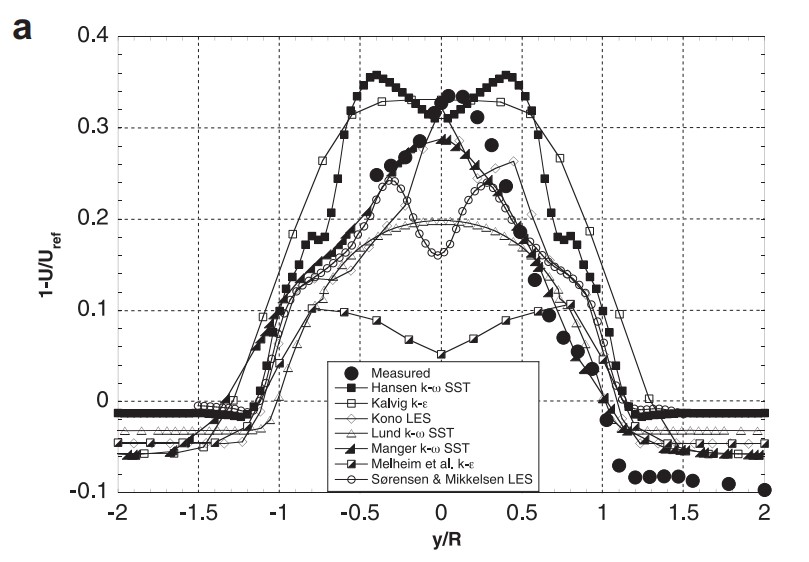 a
0.4
0.3
0.2
0.1
0
-0.1
1-U/Uref
Measured
Hansen k-ω SST
Kalvig k-ε
Kono LES
Lund k-ω SST
Manger k-ω SST
Melheim et al. k-ε
Sørensen & Mikkelsen LES
-2 -1.5 -1 -0.5 0 0.5 1 1.5 2
y/R